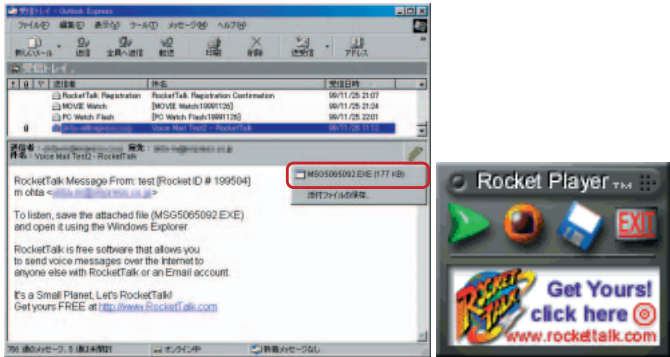 受信トレイ - Outlook Express
ファイル(F) 編集(E) 表示(V) ツール(T) メッセージ(M) ヘルプ(H)
新しいメール 返信 全員へ返信 転送 印刷 削除 送受信 アドレス
受信トレイ
送信者 件名 受信日時
RocketTalk Registration RocketTalk Registration Confirmation 99/11/25 21:07
MOVIE Watch [MOVIE Watch:19991126] 99/11/25 21:24
PC Watch Flash [PC Watch Flash:19991126] 99/11/25 22:01
Voice Mail Test2 - RocketTalk 99/11/26 11:12
送信者: 宛先:
件名: Voice Mail Test2 - RocketTalk
MSG5065092.EXE (177 KB)
添付ファイルの保存...
RocketTalk Message From: test [Rocket ID # 199504]
m ohta <
To listen, save the attached file (MSG5065092.EXE)
and open it using the Windows Explorer
RocketTalk is free software that allows you
to send voice messages over the Internet to
anyone else with RocketTalk or an Email account.
It's a Small Planet, Let's RocketTalk!
Get yours FREE at http://www.RocketTalk.com
オンライン中 新着メッセージなし
Rocket Player TM
EXIT
ROCKET TALK
Get Yours!
click here
www.rockettalk.com